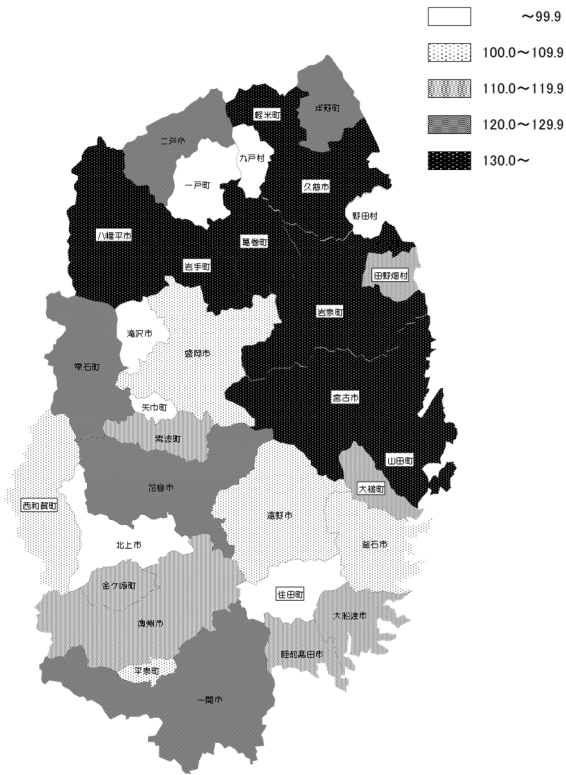 ～99.9
100.0～109.9
110.0～119.9
120.0～129.9
130.0～
洋野町
軽米町
二戸市
九戸村
一戸町
久慈市
野田村
八幡平市
葛巻町
岩手町
田野畑村
岩泉町
滝沢市
盛岡市
雫石町
宮古市
矢巾町
紫波町
山田町
花巻市
大槌町
西和賀町
遠野市
北上市
釜石市
金ケ崎町
住田町
大船渡市
奥州市
陸前高田市
平泉町
一関市